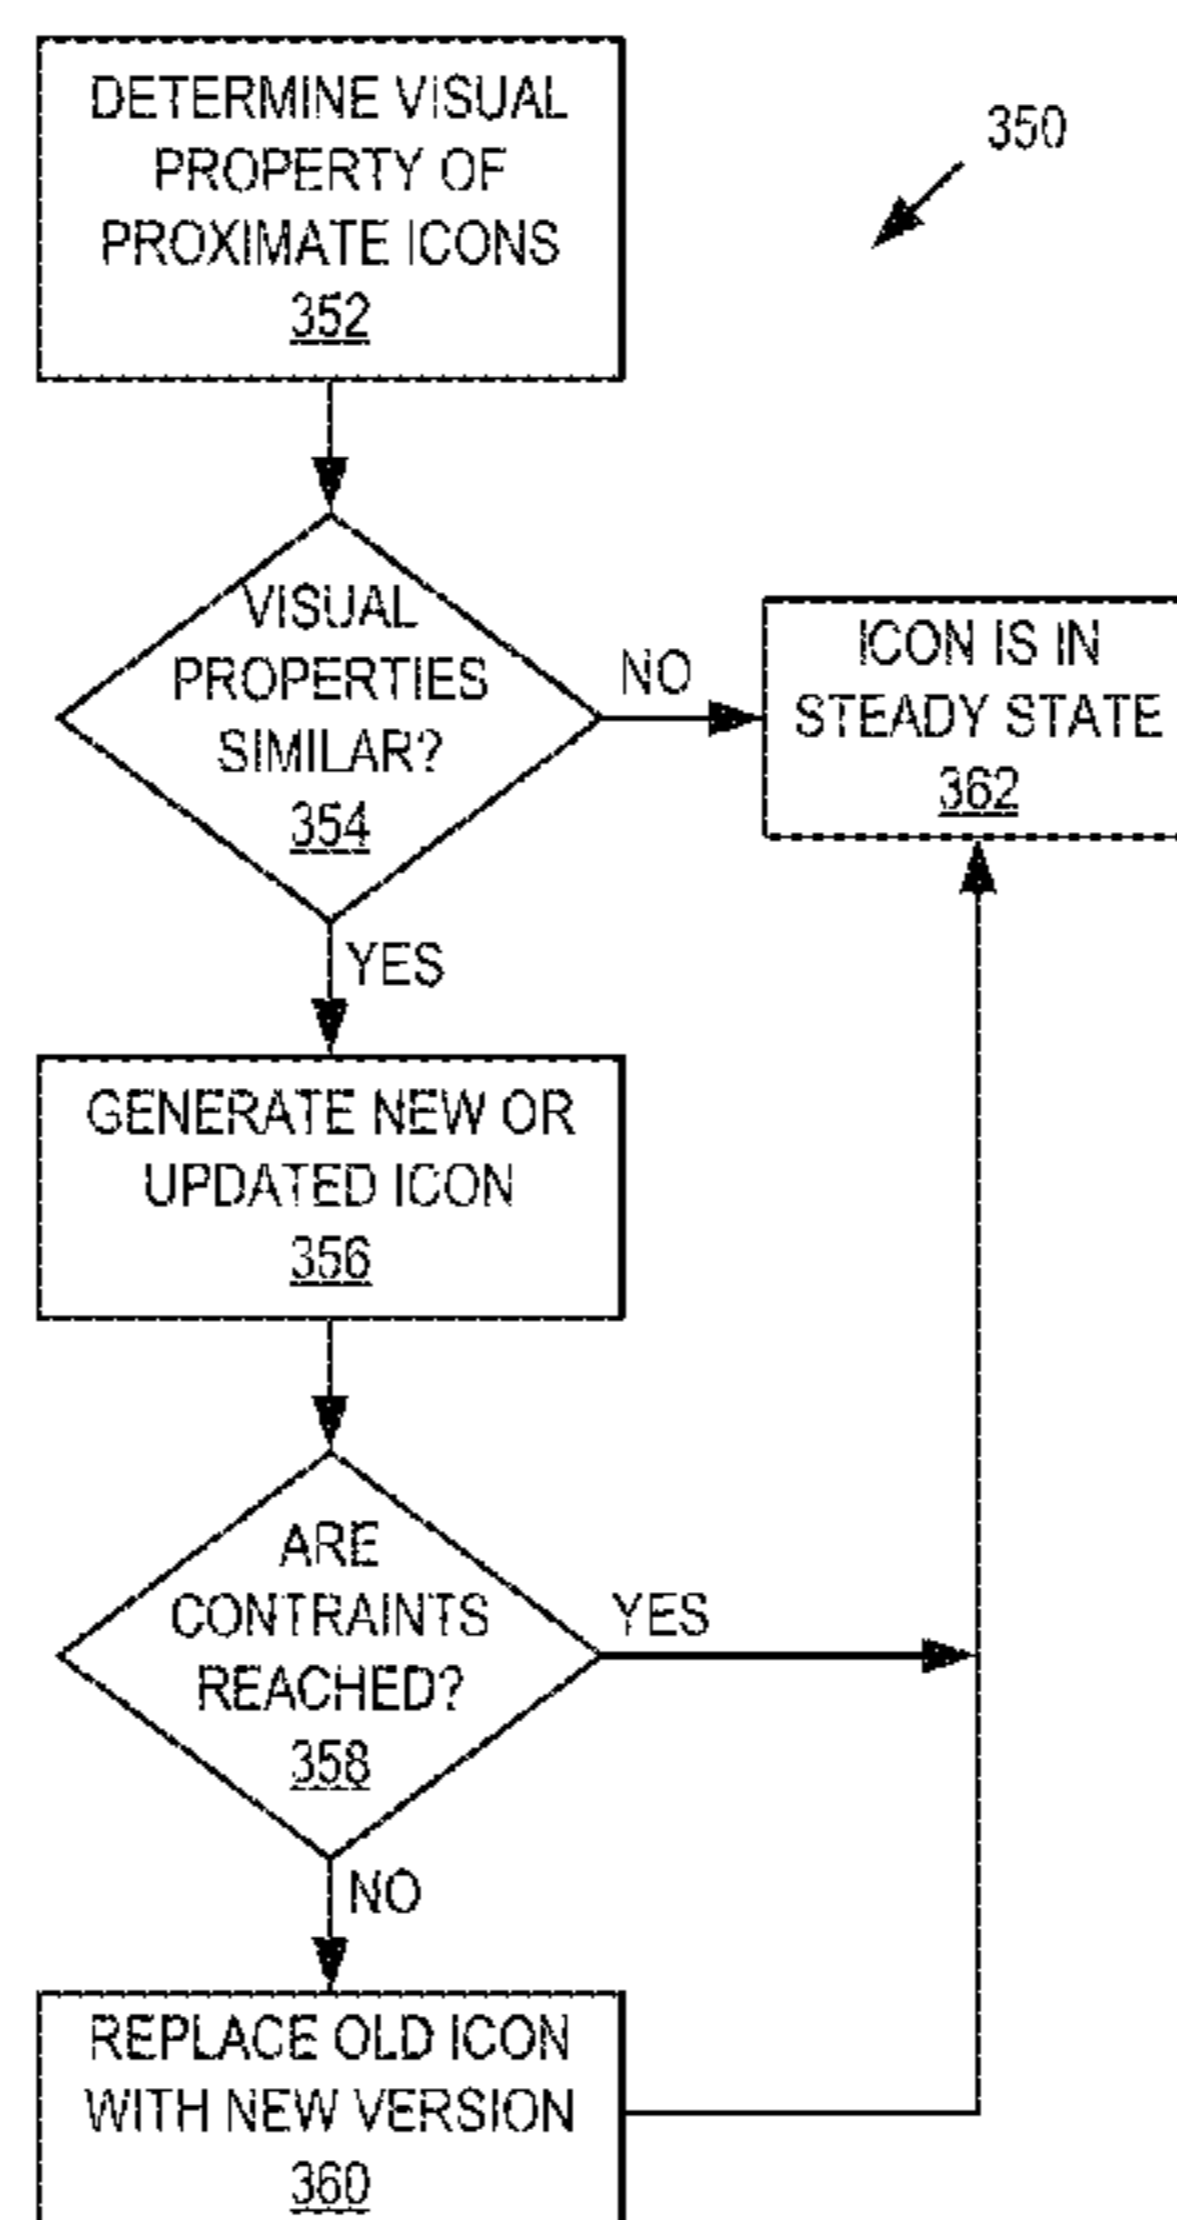 DETERMINE VISUAL
PROPERTY OF
PROXIMATE ICONS
352
350
VISUAL
PROPERTIES
SIMILAR?
354
NO
ICON IS IN
STEADY STATE
362
YES
GENERATE NEW OR
UPDATED ICON
356
ARE
CONTRAINTS
REACHED?
358
YES
NO
REPLACE OLD ICON
WITH NEW VERSION
360